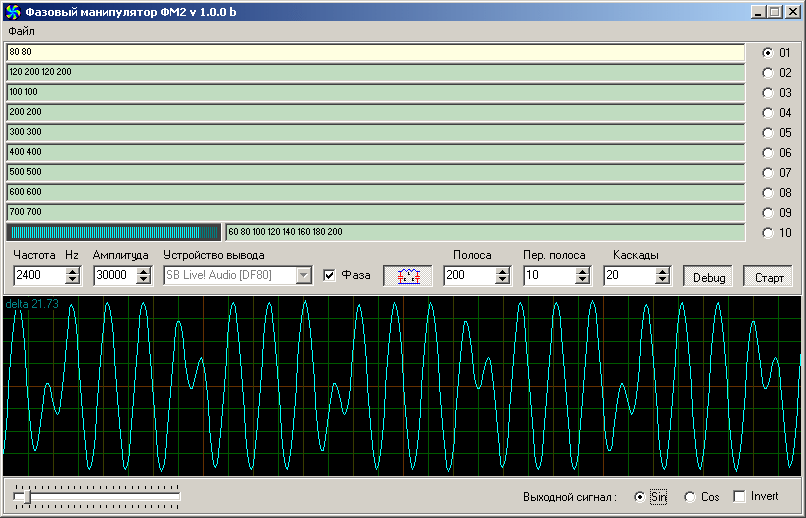 Фазовый манипулятор ФМ2 v 1.0.0 b
Файл
80 80 01
120 200 120 200 02
100 100 03
200 200 04
300 300 05
400 400 06
500 500 07
600 600 08
700 700 09
60 80 100 120 140 160 180 200 10
Частота Hz Амплитуда Устройство вывода Полоса Пер. полоса Каскады
2400 30000 SB Live! Audio [DF80] Фаза 200 10 20 Debug Старт
delta 21.73
Выходной сигнал : Sin Cos Invert